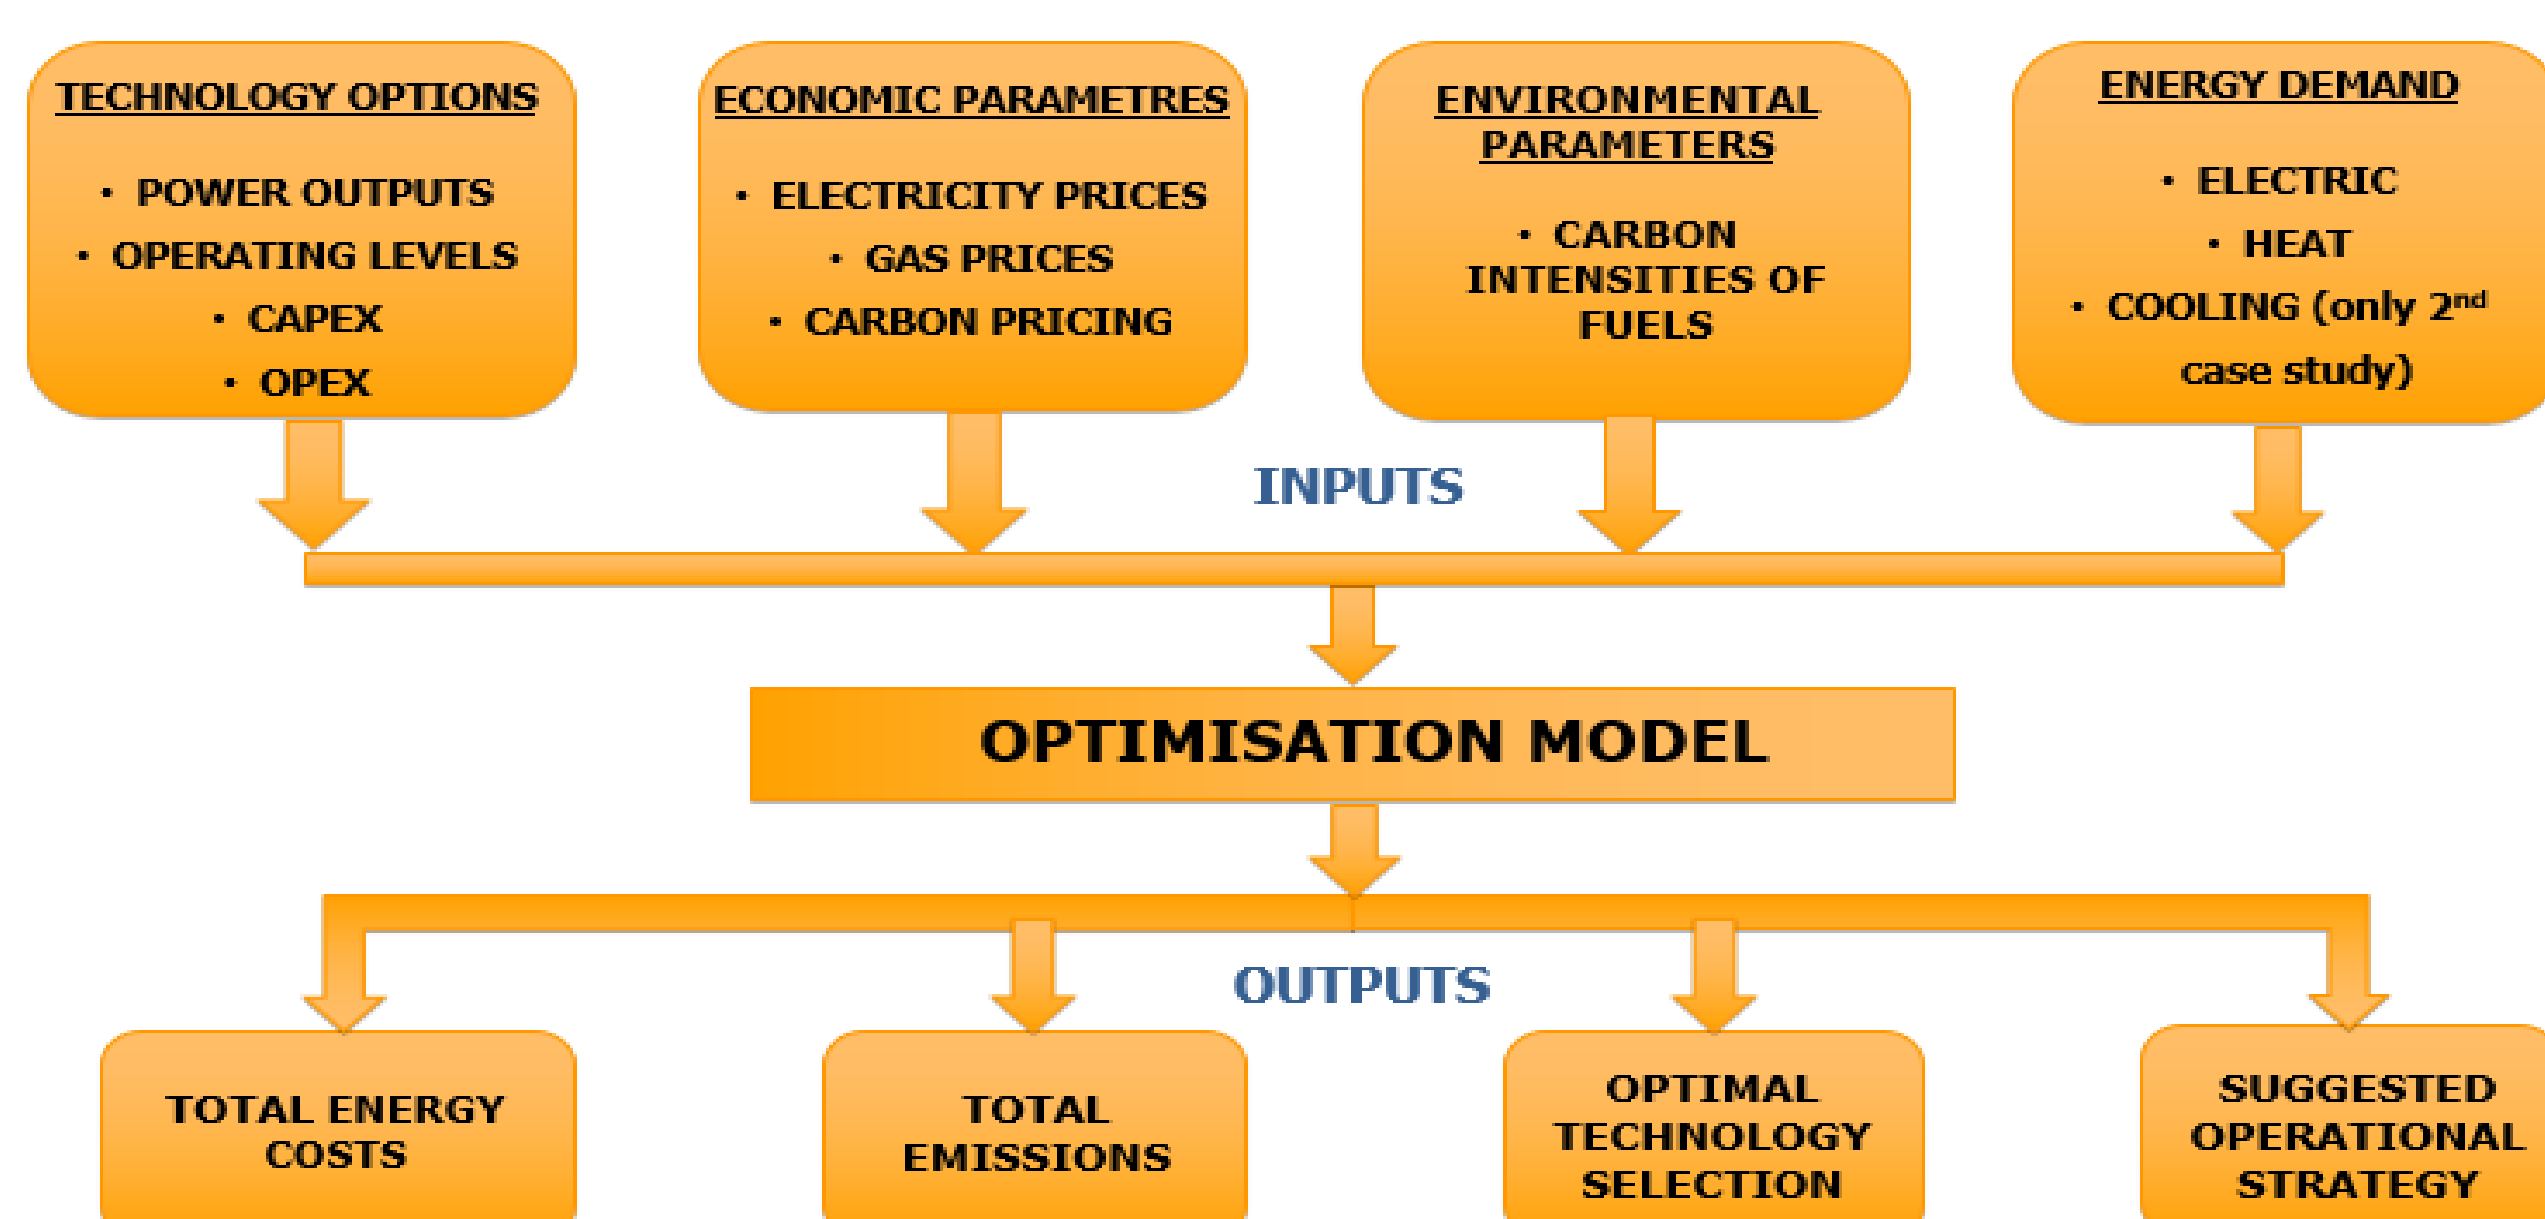 TECHNOLOGY OPTIONS
• POWER OUTPUTS
• OPERATING LEVELS
• CAPEX
• OPEX
ECONOMIC PARAMETRES
• ELECTRICITY PRICES
• GAS PRICES
• CARBON PRICING
ENVIRONMENTAL
PARAMETERS
• CARBON
INTENSITIES OF
FUELS
ENERGY DEMAND
• ELECTRIC
• HEAT
• COOLING (only 2nd
case study)
INPUTS
OPTIMISATION MODEL
OUTPUTS
TOTAL ENERGY
COSTS
TOTAL
EMISSIONS
OPTIMAL
TECHNOLOGY
SELECTION
SUGGESTED
OPERATIONAL
STRATEGY